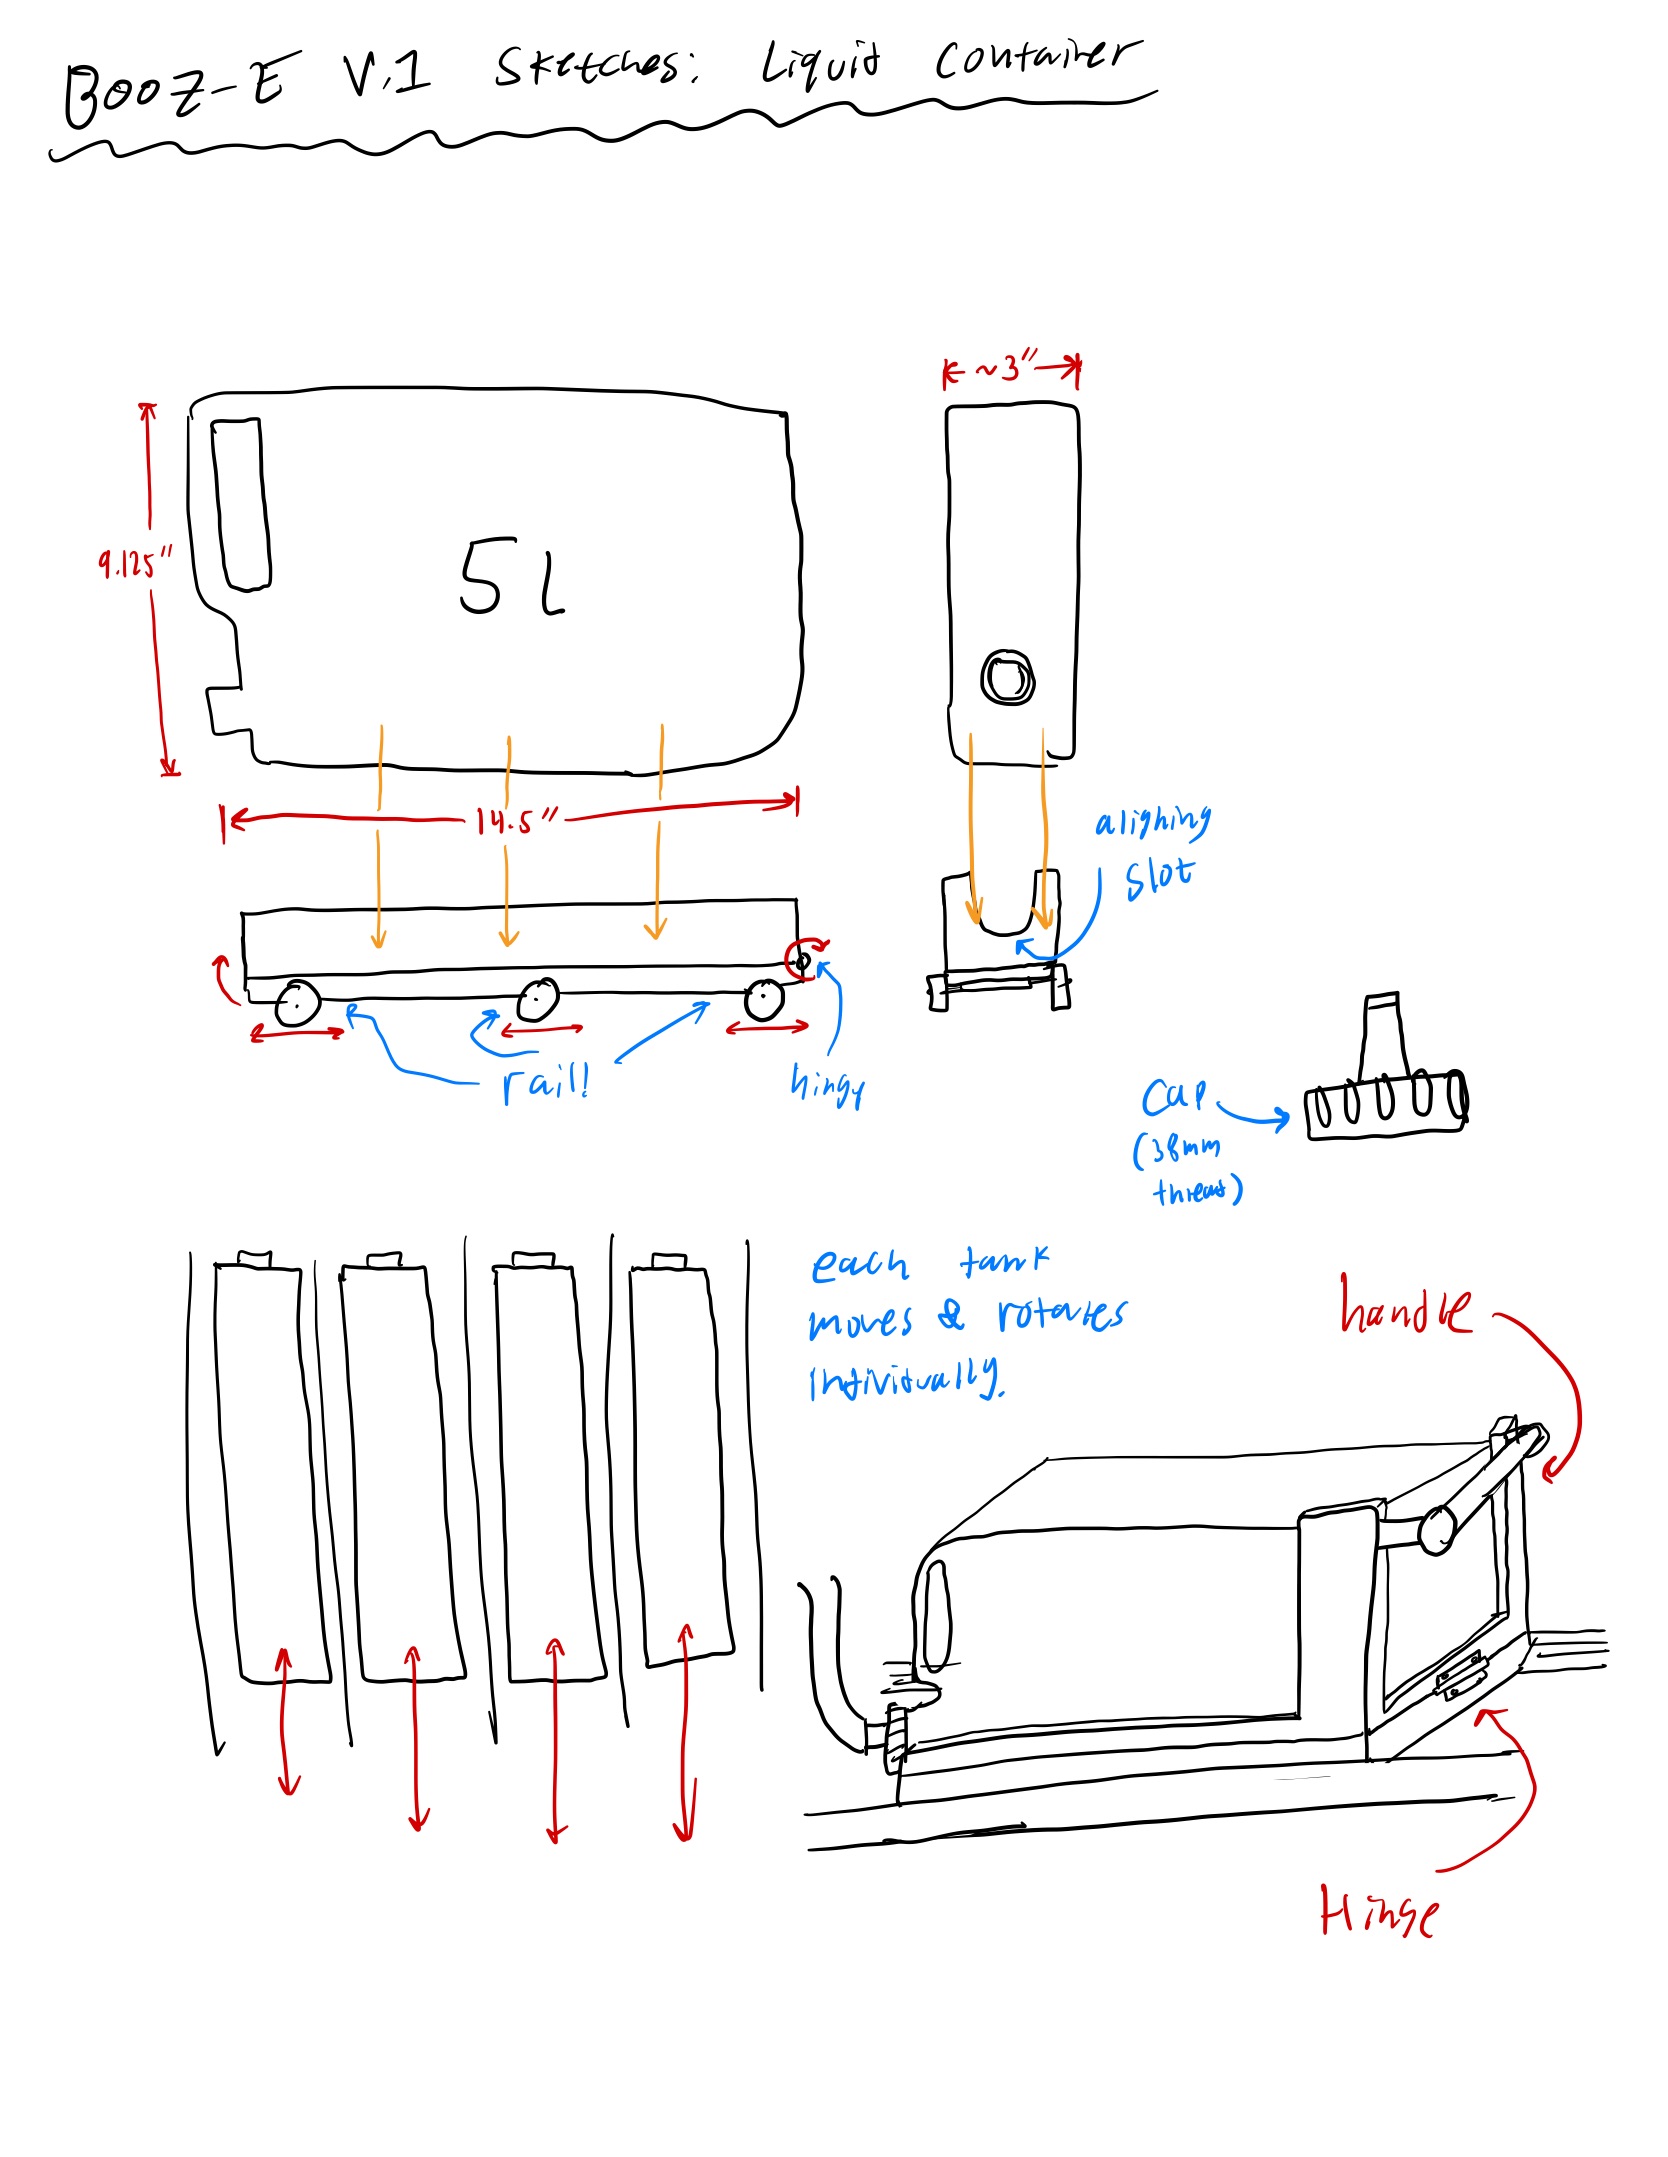 BOOZ-E V.1 Sketches: Liquid Container
~3"
9.125"
5L
14.5"
alighing
slot
rail!
hingy
Cap
(38mm
thread)
each tank
moves & rotates
individually.
handle
Hinge